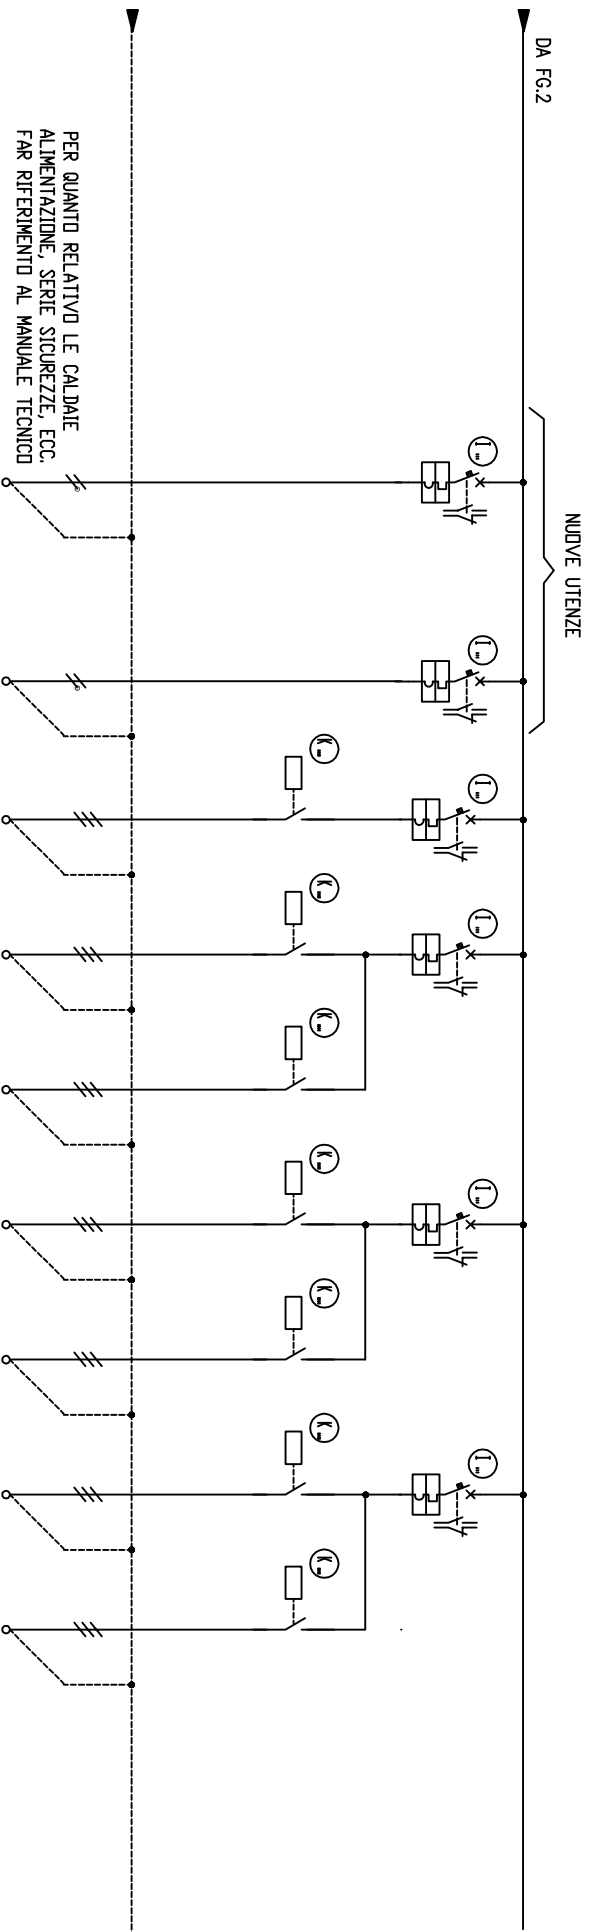 DA FG.2
NUOVE UTENZE
I...
I...
I...
I...
I...
I...
K...
K...
K...
K...
K...
K...
K...
PER QUANTO RELATIVO LE CALDAIE
ALIMENTAZIONE, SERIE SICUREZZE, ECC.
FAR RIFERIMENTO AL MANUALE TECNICO